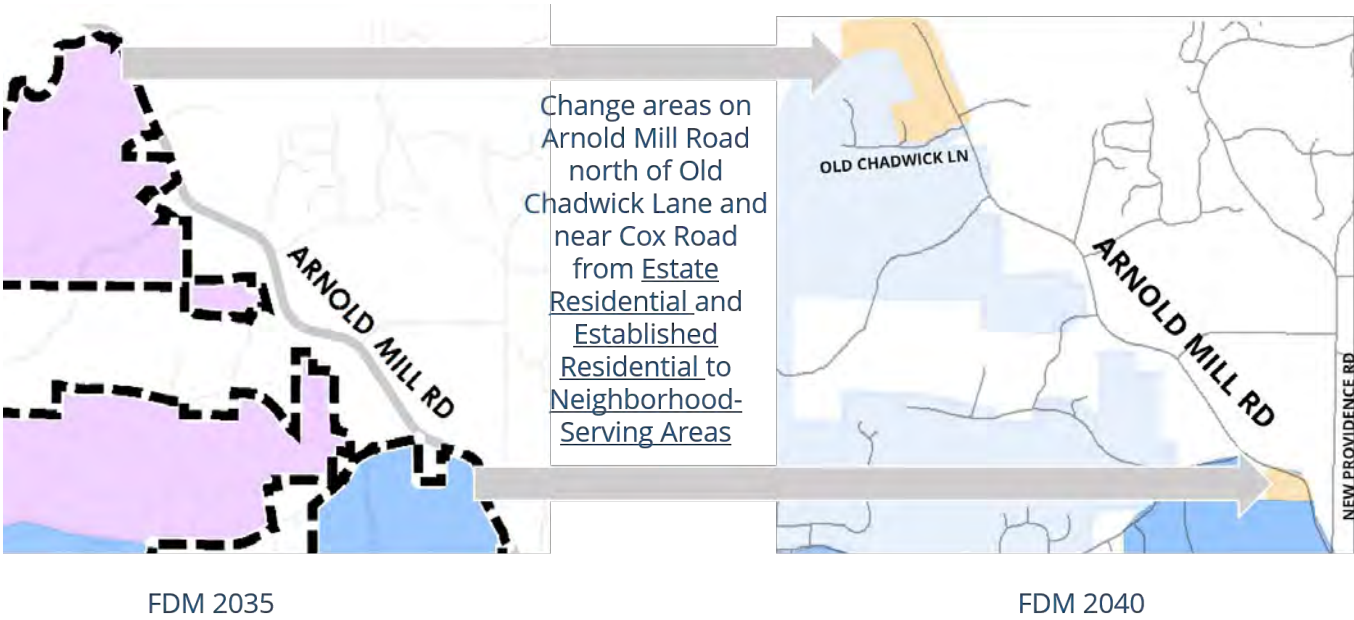 ARNOLD MILL RD
Change areas on
Arnold Mill Road
north of Old
Chadwick Lane and
near Cox Road
from Estate
Residential and
Established
Residential to
Neighborhood-
Serving Areas
OLD CHADWICK LN
ARNOLD MILL RD
NEW PROVIDENCE RD
FDM 2035
FDM 2040